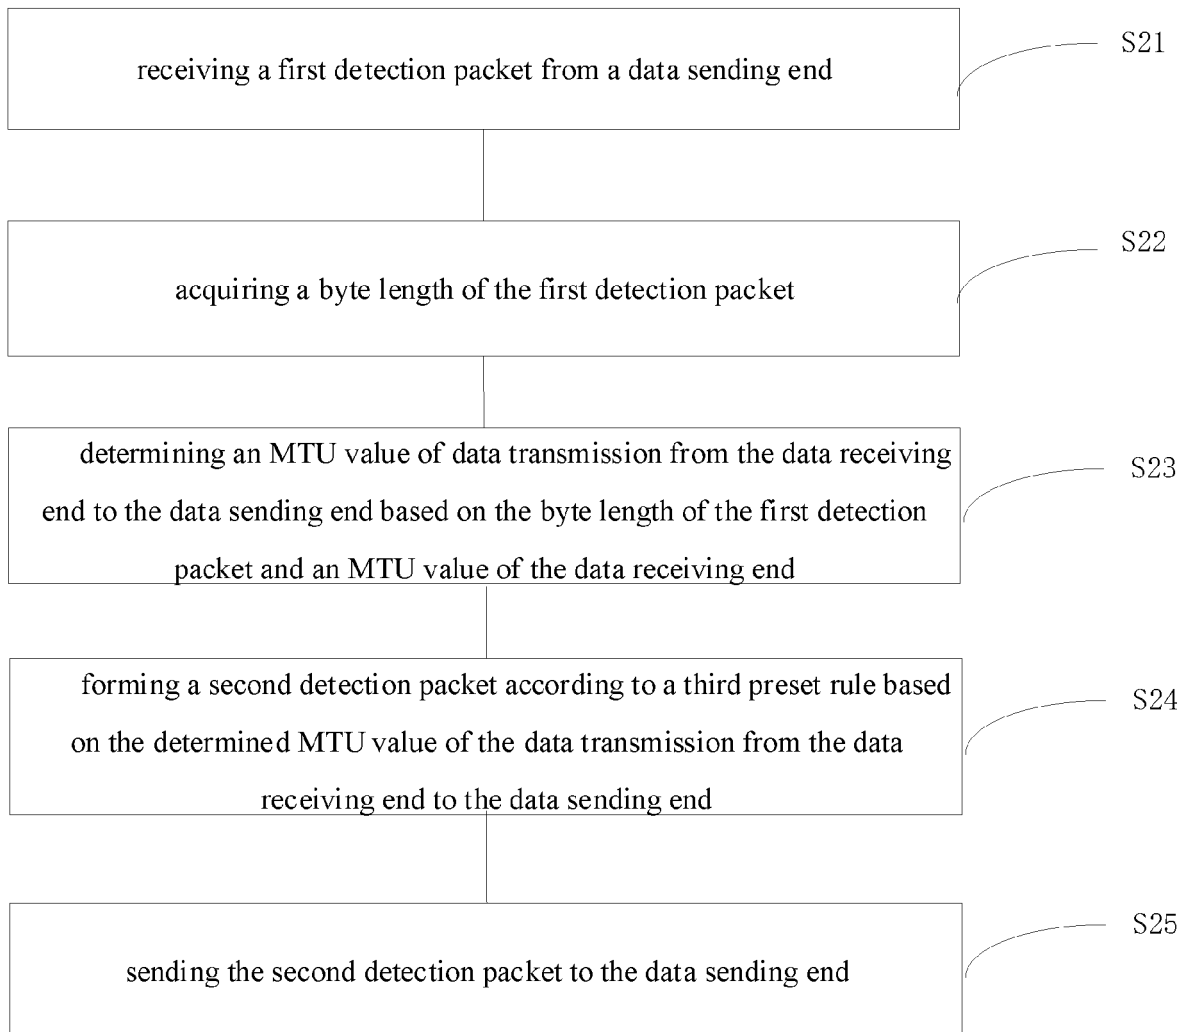 receiving a first detection packet from a data sending end
S21
acquiring a byte length of the first detection packet
S22
determining an MTU value of data transmission from the data receiving
end to the data sending end based on the byte length of the first detection
packet and an MTU value of the data receiving end
S23
forming a second detection packet according to a third preset rule based
on the determined MTU value of the data transmission from the data
receiving end to the data sending end
S24
sending the second detection packet to the data sending end
S25